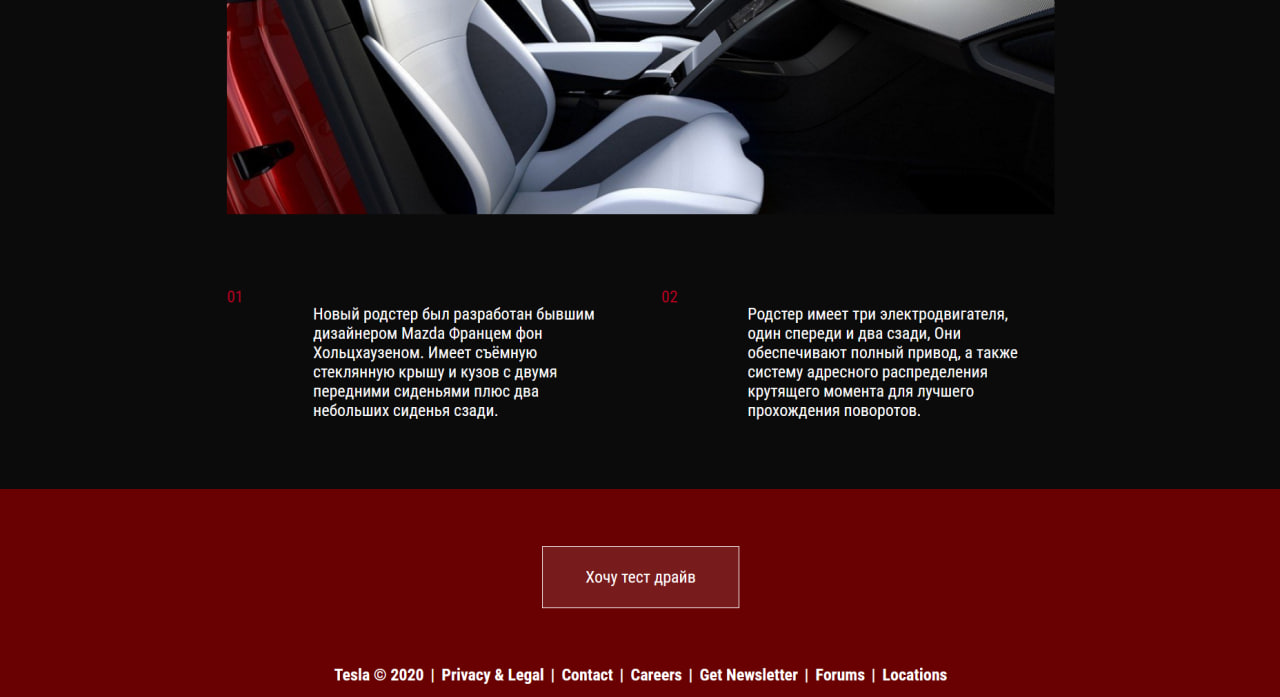 01
Новый родстер был разработан бывшим
дизайнером Mazda Францем фон
Хольцхаузеном. Имеет съёмную
стеклянную крышу и кузов с двумя
передними сиденьями плюс два
небольших сиденья сзади.
02
Родстер имеет три электродвигателя,
один спереди и два сзади, Они
обеспечивают полный привод, а также
систему адресного распределения
крутящего момента для лучшего
прохождения поворотов.
Хочу тест драйв
Tesla © 2020 | Privacy & Legal | Contact | Careers | Get Newsletter | Forums | Locations